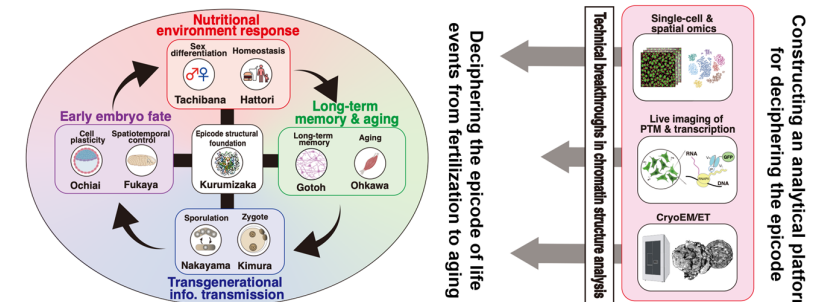 Nutritional
environment response
Sex
differentiation
Homeostasis
Tachibana
Hattori
Early embryo fate
Cell
plasticity
Spatiotemporal
control
Ochiai
Fukaya
Epicode structural
foundation
Kurumizaka
Long-term
memory & aging
Long-term
memory
Aging
Gotoh
Ohkawa
Sporulation
Zygote
Nakayama
Kimura
Transgenerational
info. transmission
Deciphering the epicode of life
events from fertilization to aging
Technical breakthroughs in chromatin structure analysis
Single-cell &
spatial omics
Live imaging of
PTM & transcription
RNA
GFP
DNA
CryoEM/ET
Constructing an analytical platform
for deciphering the epicode